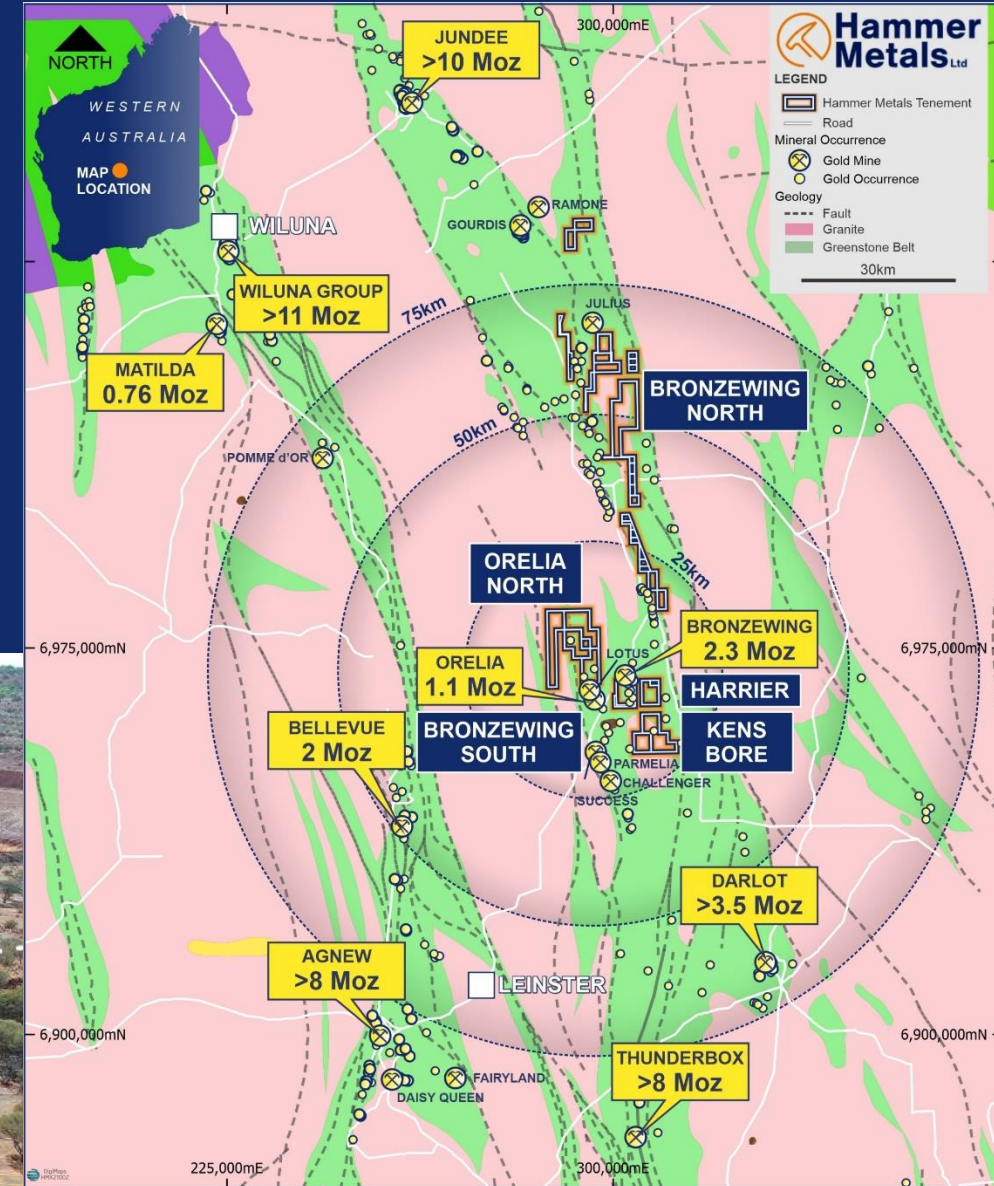 NORTH
WESTERN
AUSTRALIA
MAP
LOCATION
300,000mE
Hammer
Metals Ltd
LEGEND
Hammer Metals Tenement
Road
Mineral Occurrence
Gold Mine
Gold Occurrence
Geology
Fault
Granite
Greenstone Belt
30km
JUNDEE
>10 Moz
RAMONE
GOURDIS
WILUNA
WILUNA GROUP
>11 Moz
MATILDA
0.76 Moz
75km
JULIUS
BRONZEWING
NORTH
50km
POMME d'OR
25km
ORELIA
NORTH
6,975,000mN
6,975,000mN
BRONZEWING
2.3 Moz
LOTUS
ORELIA
1.1 Moz
HARRIER
BELLEVUE
2 Moz
BRONZEWING
SOUTH
KENS
BORE
PARMELIA
CHALLENGER
SUCCESS
DARLOT
>3.5 Moz
AGNEW
>8 Moz
LEINSTER
6,900,000mN
6,900,000mN
THUNDERBOX
>8 Moz
FAIRYLAND
DAISY QUEEN
225,000mE
300,000mE
DigMaps
HMX21002